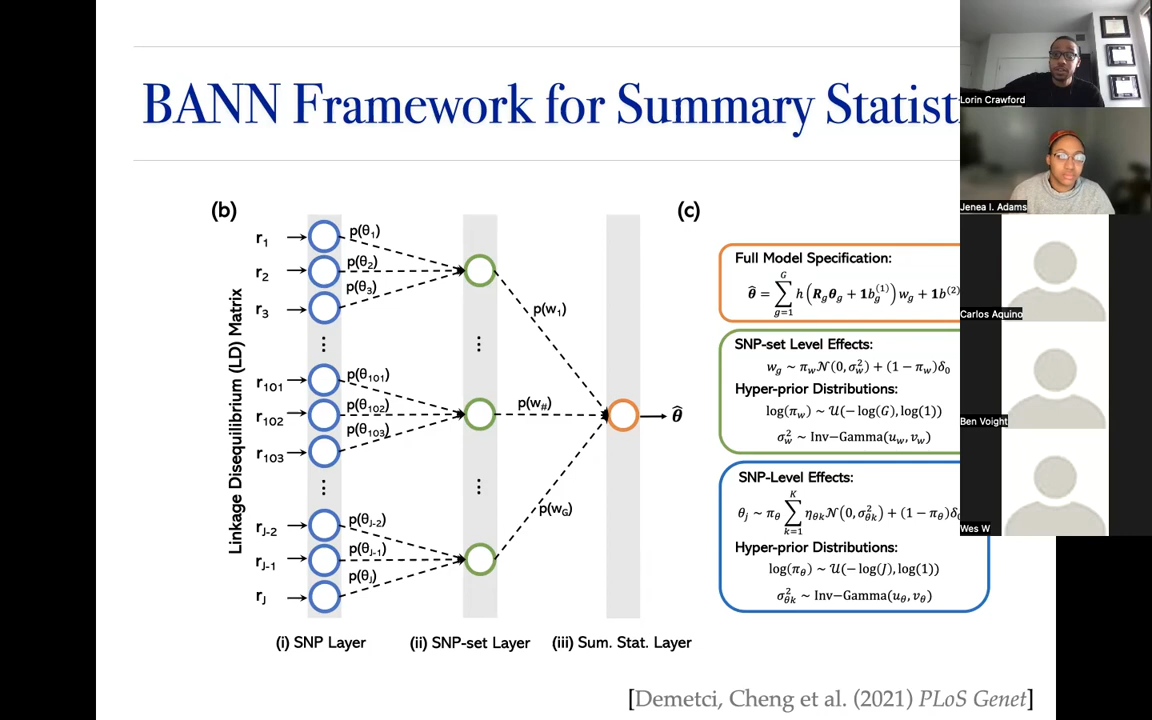 BANN Framework for Summary Statist
(b)
(c)
Linkage Disequilibrium (LD) Matrix
r₁
r₂
r₃
⋮
r₁₀₁
r₁₀₂
r₁₀₃
⋮
r_J-2
r_J-1
r_J
p(θ₁)
p(θ₂)
p(θ₃)
p(θ₁₀₁)
p(θ₁₀₂)
p(θ₁₀₃)
p(θ_J-2)
p(θ_J-1)
p(θ_J)
p(w₁)
p(w_#)
p(w_G)
θ̂
(i) SNP Layer
(ii) SNP-set Layer
(iii) Sum. Stat. Layer
Full Model Specification:
θ̂ = ∑_{g=1}^{G} h(R_gθ_g + 1b_g^{(1)}) w_g + 1b^{(2)}
SNP-set Level Effects:
w_g ~ π_w 𝒩(0, σ_w²) + (1 − π_w)δ₀
Hyper-prior Distributions:
log(π_w) ~ 𝒰(−log(G), log(1))
σ_w² ~ Inv−Gamma(u_w, v_w)
SNP-Level Effects:
θ_j ~ π_θ ∑_{k=1}^{K} η_θk 𝒩(0, σ_θk²) + (1 − π_θ)δ
Hyper-prior Distributions:
log(π_θ) ~ 𝒰(−log(J), log(1))
σ_θk² ~ Inv−Gamma(u_θ, v_θ)
[Demetci, Cheng et al. (2021) PLoS Genet]
Lorin Crawford
Jenea I. Adams
Carlos Aquino
Ben Voight
Wes W